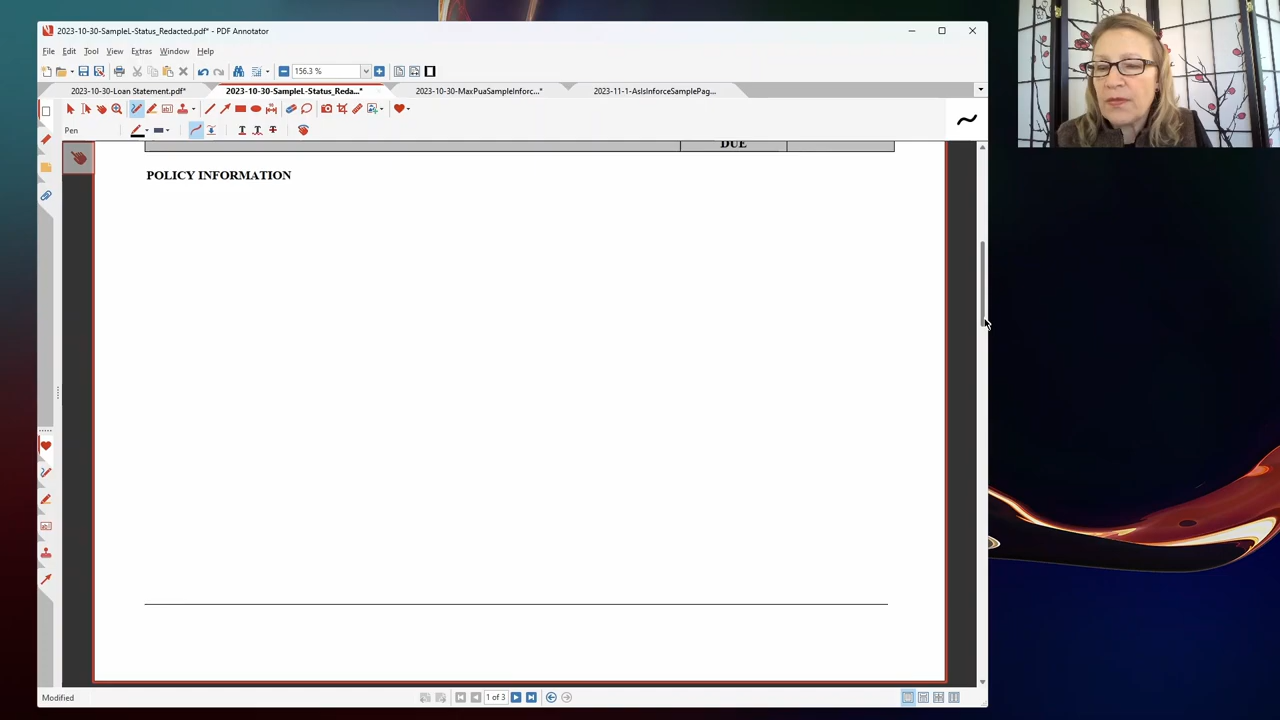 2023-10-30-SampleL-Status_Redacted.pdf* - PDF Annotator
File Edit Tool View Extras Window Help
156.3 %
2023-10-30-Loan Statement.pdf* 2023-10-30-SampleL-Status_Reda...* 2023-10-30-MaxPuaSampleInforc...* 2023-11-1-AsIsInforceSamplePag...
Pen
DUE
POLICY INFORMATION
Modified
1 of 3